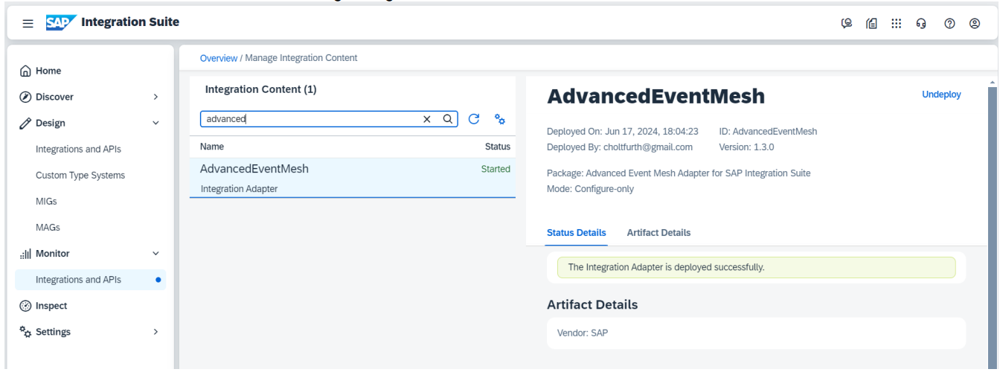 SAP Integration Suite
Home
Discover
Design
Integrations and APIs
Custom Type Systems
MIGs
MAGs
Monitor
Integrations and APIs
Inspect
Settings
Overview / Manage Integration Content
Integration Content (1)
advanced
Name Status
AdvancedEventMesh Started
Integration Adapter
AdvancedEventMesh Undeploy
Deployed On: Jun 17, 2024, 18:04:23 ID: AdvancedEventMesh
Deployed By: choltfurth@gmail.com Version: 1.3.0
Package: Advanced Event Mesh Adapter for SAP Integration Suite
Mode: Configure-only
Status Details Artifact Details
The Integration Adapter is deployed successfully.
Artifact Details
Vendor: SAP